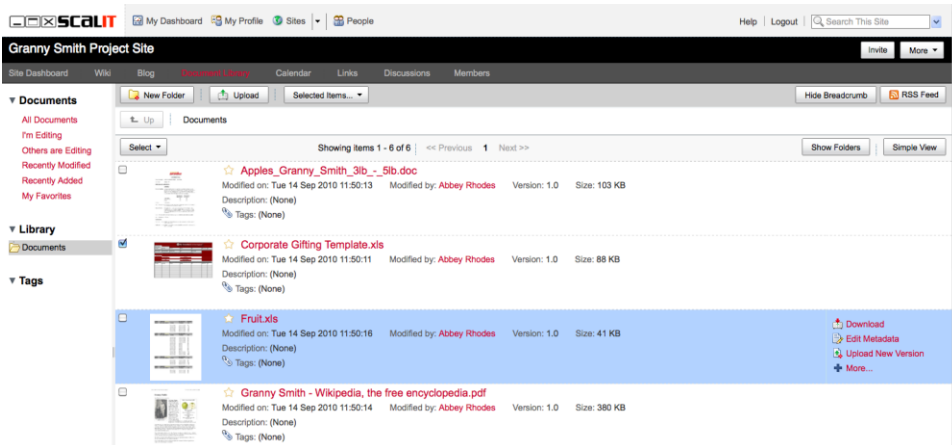 SCALIT My Dashboard My Profile Sites People Help Logout Search This Site
Granny Smith Project Site Invite More
Site Dashboard Wiki Blog Document Library Calendar Links Discussions Members
Documents New Folder Upload Selected Items... Hide Breadcrumb RSS Feed
All Documents Up Documents
I'm Editing
Others are Editing Select Showing items 1 - 6 of 6 << Previous 1 Next >> Show Folders Simple View
Recently Modified
Recently Added Apples_Granny_Smith_3lb_-_5lb.doc
My Favorites Modified on: Tue 14 Sep 2010 11:50:13 Modified by: Abbey Rhodes Version: 1.0 Size: 103 KB
Description: (None)
Tags: (None)
Library
Documents Corporate Gifting Template.xls
Modified on: Tue 14 Sep 2010 11:50:11 Modified by: Abbey Rhodes Version: 1.0 Size: 88 KB
Description: (None)
Tags Tags: (None)
Fruit.xls
Modified on: Tue 14 Sep 2010 11:50:16 Modified by: Abbey Rhodes Version: 1.0 Size: 41 KB
Description: (None)
Tags: (None)
Download
Edit Metadata
Upload New Version
More...
Granny Smith - Wikipedia, the free encyclopedia.pdf
Modified on: Tue 14 Sep 2010 11:50:14 Modified by: Abbey Rhodes Version: 1.0 Size: 380 KB
Description: (None)
Tags: (None)